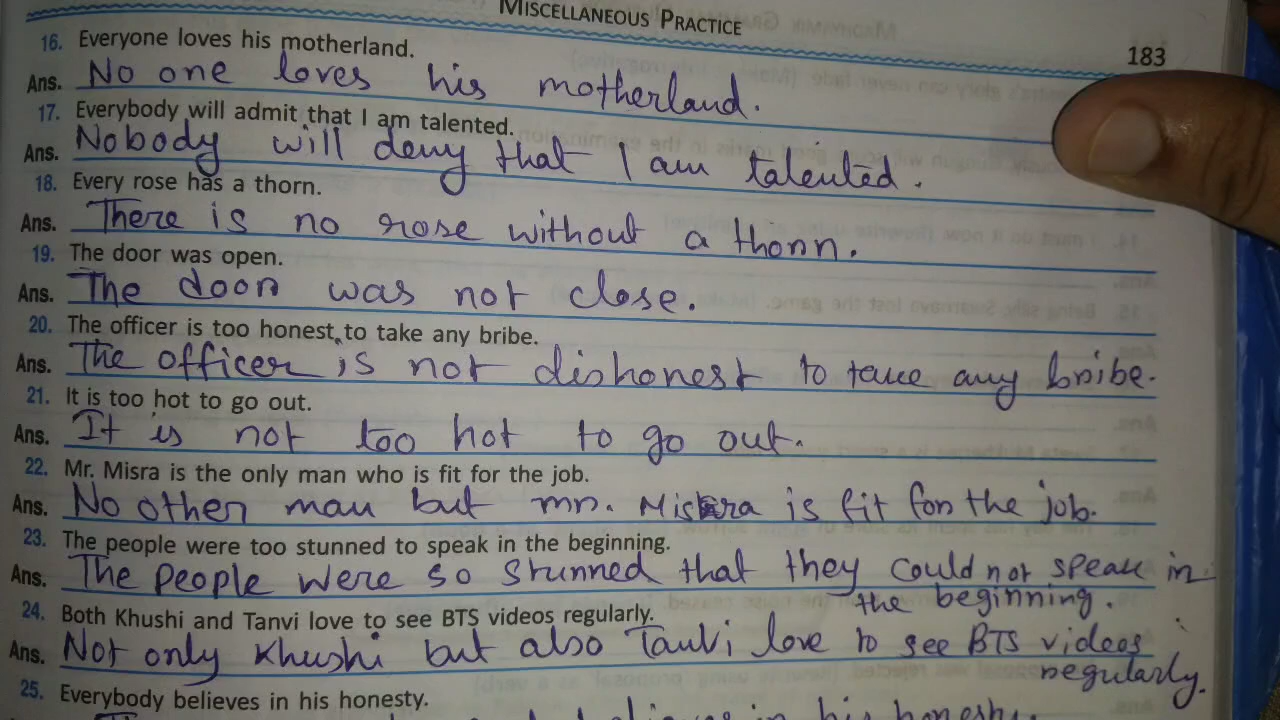 MISCELLANEOUS PRACTICE
183
16. Everyone loves his motherland.
Ans. No one loves his motherland.
17. Everybody will admit that I am talented.
Ans. Nobody will deny that I am talented.
18. Every rose has a thorn.
Ans. There is no rose without a thorn.
19. The door was open.
Ans. The door was not close.
20. The officer is too honest to take any bribe.
Ans. The officer is not dishonest to take any bribe.
21. It is too hot to go out.
Ans. It is not too hot to go out.
22. Mr. Misra is the only man who is fit for the job.
Ans. No other man but mr. Misra is fit for the job.
23. The people were too stunned to speak in the beginning.
Ans. The people were so stunned that they could not speak in
the beginning.
24. Both Khushi and Tanvi love to see BTS videos regularly.
Ans. Not only Khushi but also Tanvi love to see BTS videos
regularly.
25. Everybody believes in his honesty.
in his honesty.